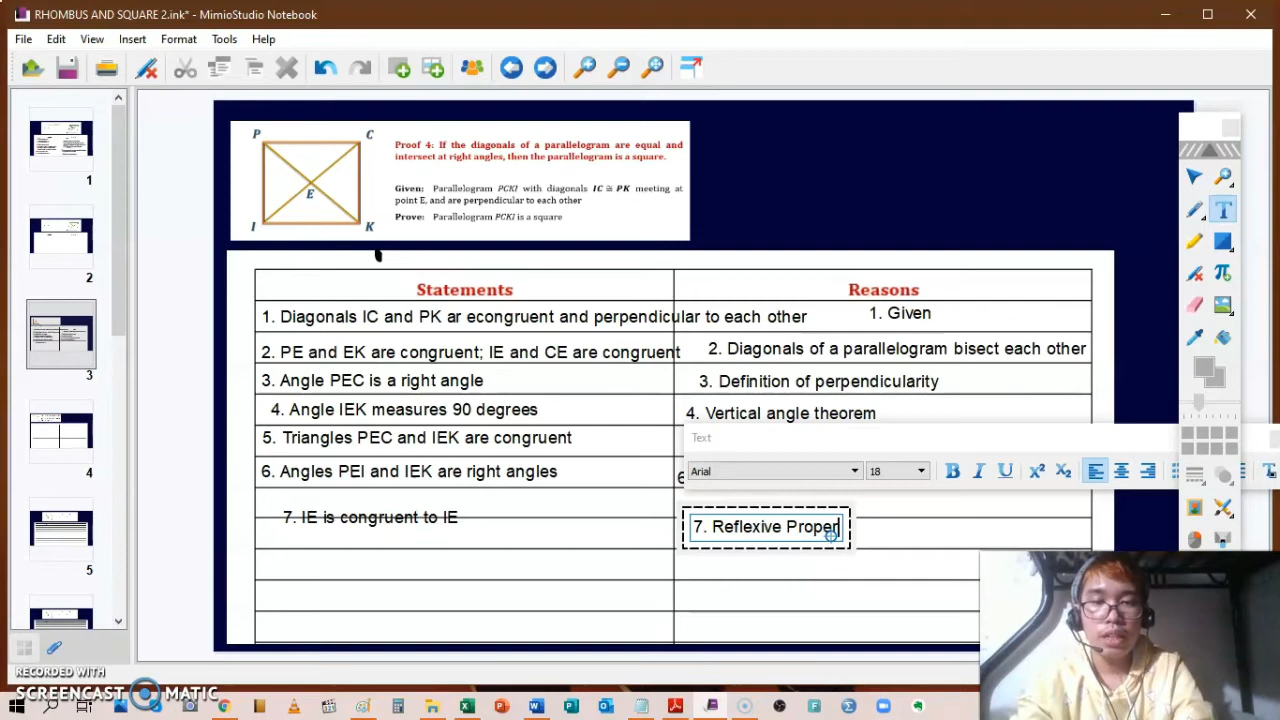 RHOMBUS AND SQUARE 2.ink* - MimioStudio Notebook
File Edit View Insert Format Tools Help
1
2
3
4
5
P C
E
I K
Proof 4: If the diagonals of a parallelogram are equal and
intersect at right angles, then the parallelogram is a square.
Given: Parallelogram PCKI with diagonals IC ≅ PK meeting at
point E, and are perpendicular to each other
Prove: Parallelogram PCKI is a square
Statements Reasons
1. Diagonals IC and PK ar econgruent and perpendicular to each other 1. Given
2. PE and EK are congruent; IE and CE are congruent 2. Diagonals of a parallelogram bisect each other
3. Angle PEC is a right angle 3. Definition of perpendicularity
4. Angle IEK measures 90 degrees 4. Vertical angle theorem
5. Triangles PEC and IEK are congruent
6. Angles PEI and IEK are right angles
7. IE is congruent to IE 7. Reflexive Proper
Text
Arial 18 B I U X² X₂
RECORDED WITH
SCREENCAST MATIC